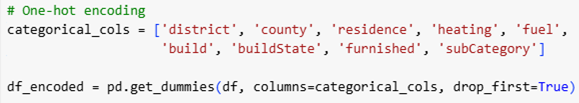 # One-hot encoding
categorical_cols = ['district', 'county', 'residence', 'heating', 'fuel',
                    'build', 'buildState', 'furnished', 'subCategory']
df_encoded = pd.get_dummies(df, columns=categorical_cols, drop_first=True)